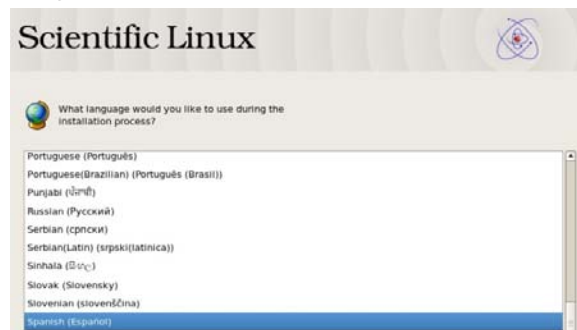 Scientific Linux
What language would you like to use during the
installation process?
Portuguese (Português)
Portuguese(Brazilian) (Português (Brasil))
Punjabi (ਪੰਜਾਬੀ)
Russian (Русский)
Serbian (српски)
Serbian(Latin) (srpski(latinica))
Sinhala (සිංහල)
Slovak (Slovensky)
Slovenian (slovenščina)
Spanish (Español)